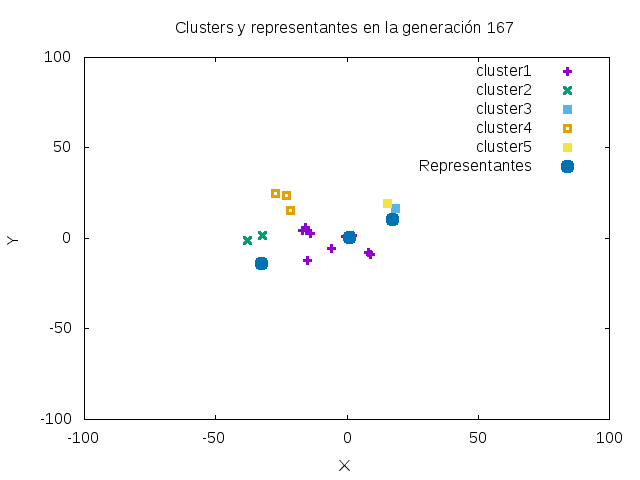 Clusters y representantes en la generación 167
100
50
0
-50
-100
-100 -50 0 50 100
X
Y
cluster1
cluster2
cluster3
cluster4
cluster5
Representantes